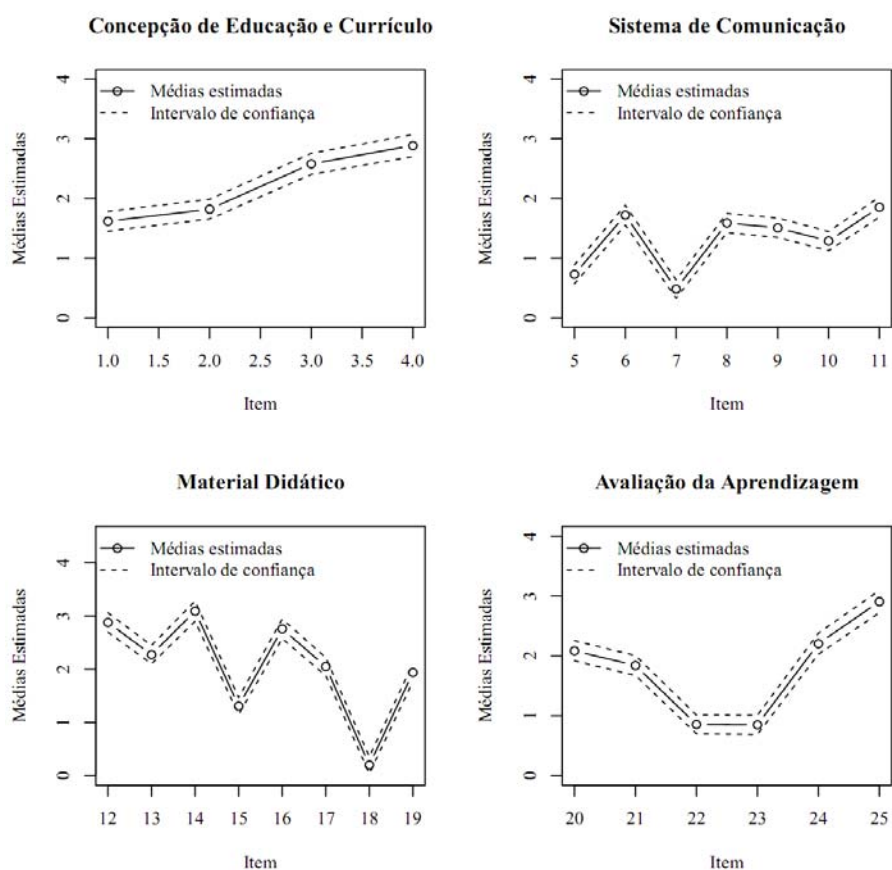 Concepção de Educação e Currículo
Médias Estimadas
4
3
2
1
0
Médias estimadas
Intervalo de confiança
1.0 1.5 2.0 2.5 3.0 3.5 4.0
Item
Sistema de Comunicação
Médias Estimadas
4
3
2
1
0
Médias estimadas
Intervalo de confiança
5 6 7 8 9 10 11
Item
Material Didático
Médias Estimadas
4
3
2
1
0
Médias estimadas
Intervalo de confiança
12 13 14 15 16 17 18 19
Item
Avaliação da Aprendizagem
Médias Estimadas
4
3
2
1
0
Médias estimadas
Intervalo de confiança
20 21 22 23 24 25
Item